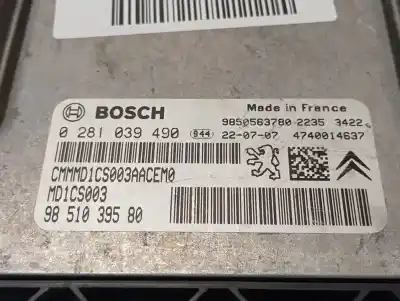 BOSCH
Made in France
9850563780 2235 3422
0 281 039 490 944 22-07-07 4740014637
CMMMD1CS003AACEM0
MD1CS003
98 510 395 80